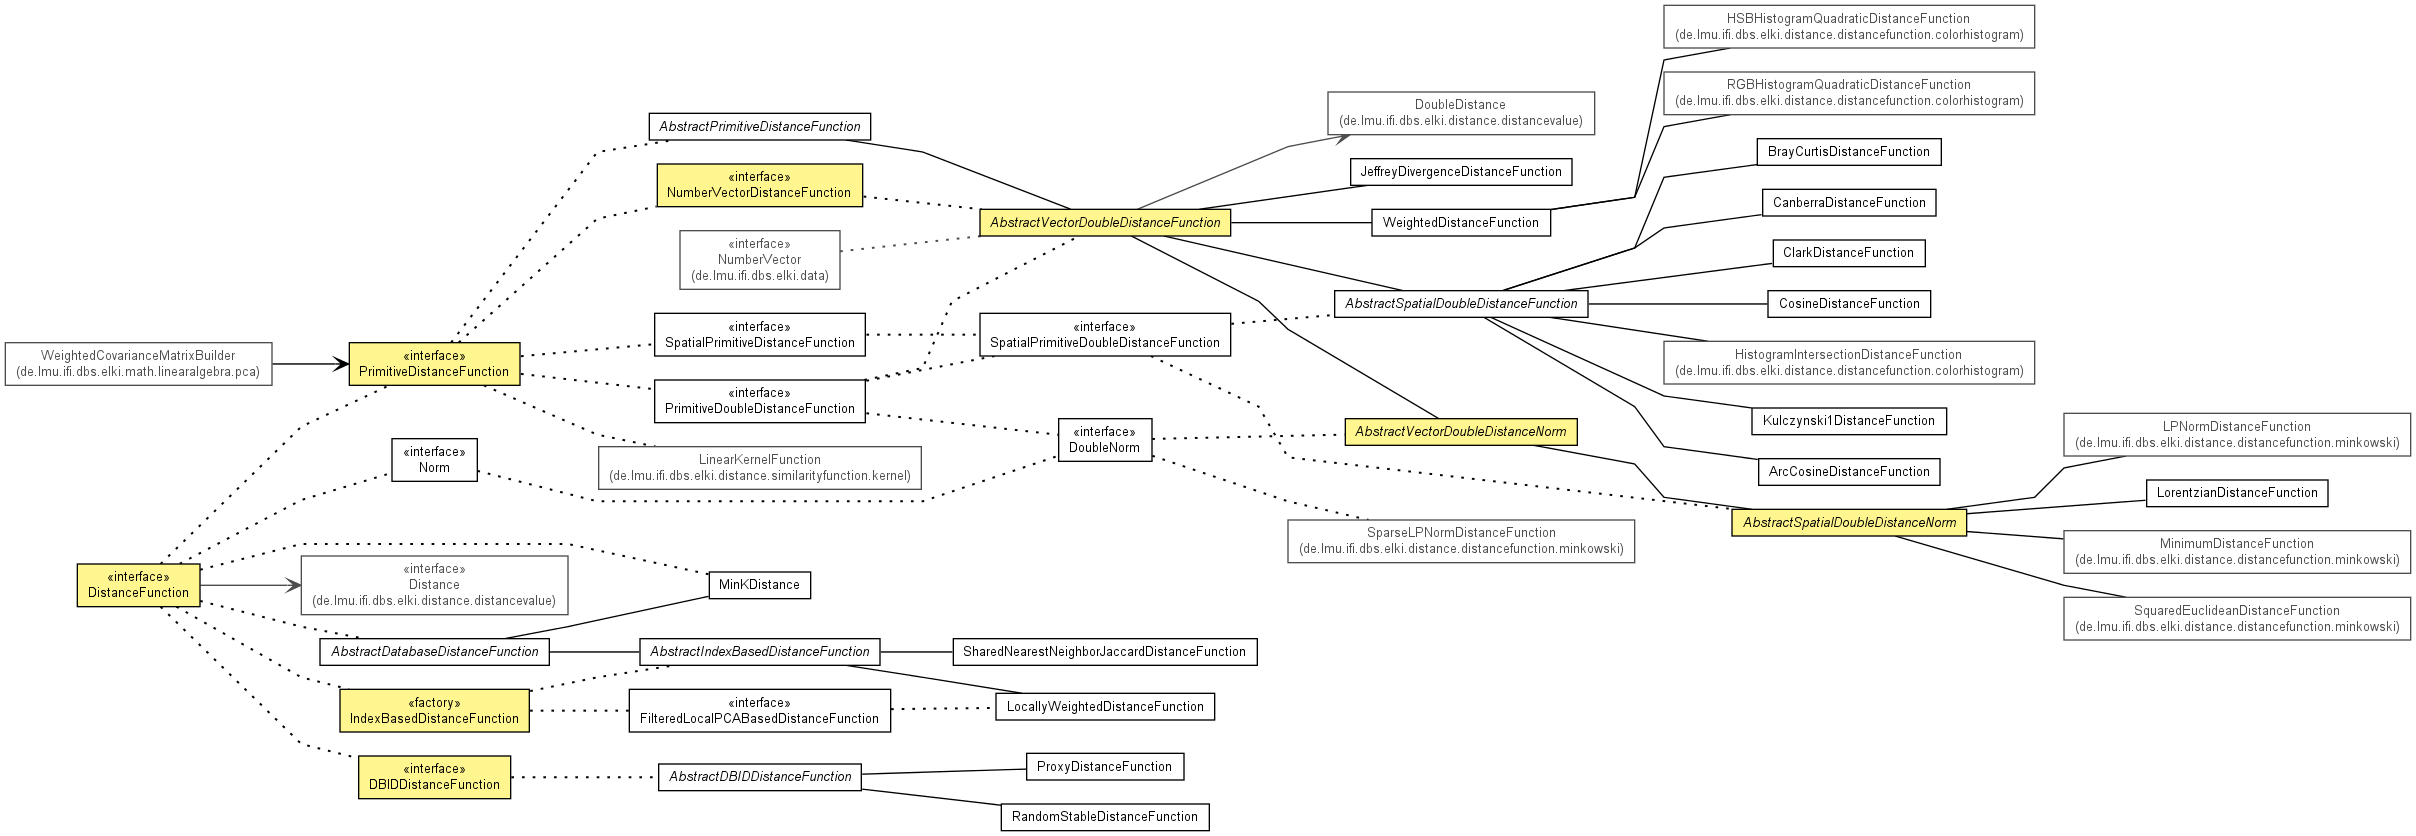 HSBHistogramQuadraticDistanceFunction
(de.lmu.ifi.dbs.elki.distance.distancefunction.colorhistogram)
RGBHistogramQuadraticDistanceFunction
(de.lmu.ifi.dbs.elki.distance.distancefunction.colorhistogram)
DoubleDistance
(de.lmu.ifi.dbs.elki.distance.distancevalue)
AbstractPrimitiveDistanceFunction
BrayCurtisDistanceFunction
JeffreyDivergenceDistanceFunction
«interface»
NumberVectorDistanceFunction
CanberraDistanceFunction
AbstractVectorDoubleDistanceFunction
WeightedDistanceFunction
«interface»
NumberVector
(de.lmu.ifi.dbs.elki.data)
ClarkDistanceFunction
AbstractSpatialDoubleDistanceFunction
CosineDistanceFunction
«interface»
SpatialPrimitiveDistanceFunction
«interface»
SpatialPrimitiveDoubleDistanceFunction
WeightedCovarianceMatrixBuilder
(de.lmu.ifi.dbs.elki.math.linearalgebra.pca)
«interface»
PrimitiveDistanceFunction
HistogramIntersectionDistanceFunction
(de.lmu.ifi.dbs.elki.distance.distancefunction.colorhistogram)
«interface»
PrimitiveDoubleDistanceFunction
Kulczynski1DistanceFunction
«interface»
DoubleNorm
AbstractVectorDoubleDistanceNorm
LPNormDistanceFunction
(de.lmu.ifi.dbs.elki.distance.distancefunction.minkowski)
«interface»
Norm
LinearKernelFunction
(de.lmu.ifi.dbs.elki.distance.similarityfunction.kernel)
ArcCosineDistanceFunction
LorentzianDistanceFunction
AbstractSpatialDoubleDistanceNorm
SparseLPNormDistanceFunction
(de.lmu.ifi.dbs.elki.distance.distancefunction.minkowski)
MinimumDistanceFunction
(de.lmu.ifi.dbs.elki.distance.distancefunction.minkowski)
«interface»
DistanceFunction
«interface»
Distance
(de.lmu.ifi.dbs.elki.distance.distancevalue)
MinKDistance
SquaredEuclideanDistanceFunction
(de.lmu.ifi.dbs.elki.distance.distancefunction.minkowski)
AbstractDatabaseDistanceFunction
AbstractIndexBasedDistanceFunction
SharedNearestNeighborJaccardDistanceFunction
«factory»
IndexBasedDistanceFunction
«interface»
FilteredLocalPCABasedDistanceFunction
LocallyWeightedDistanceFunction
«interface»
DBIDDistanceFunction
AbstractDBIDDistanceFunction
ProxyDistanceFunction
RandomStableDistanceFunction